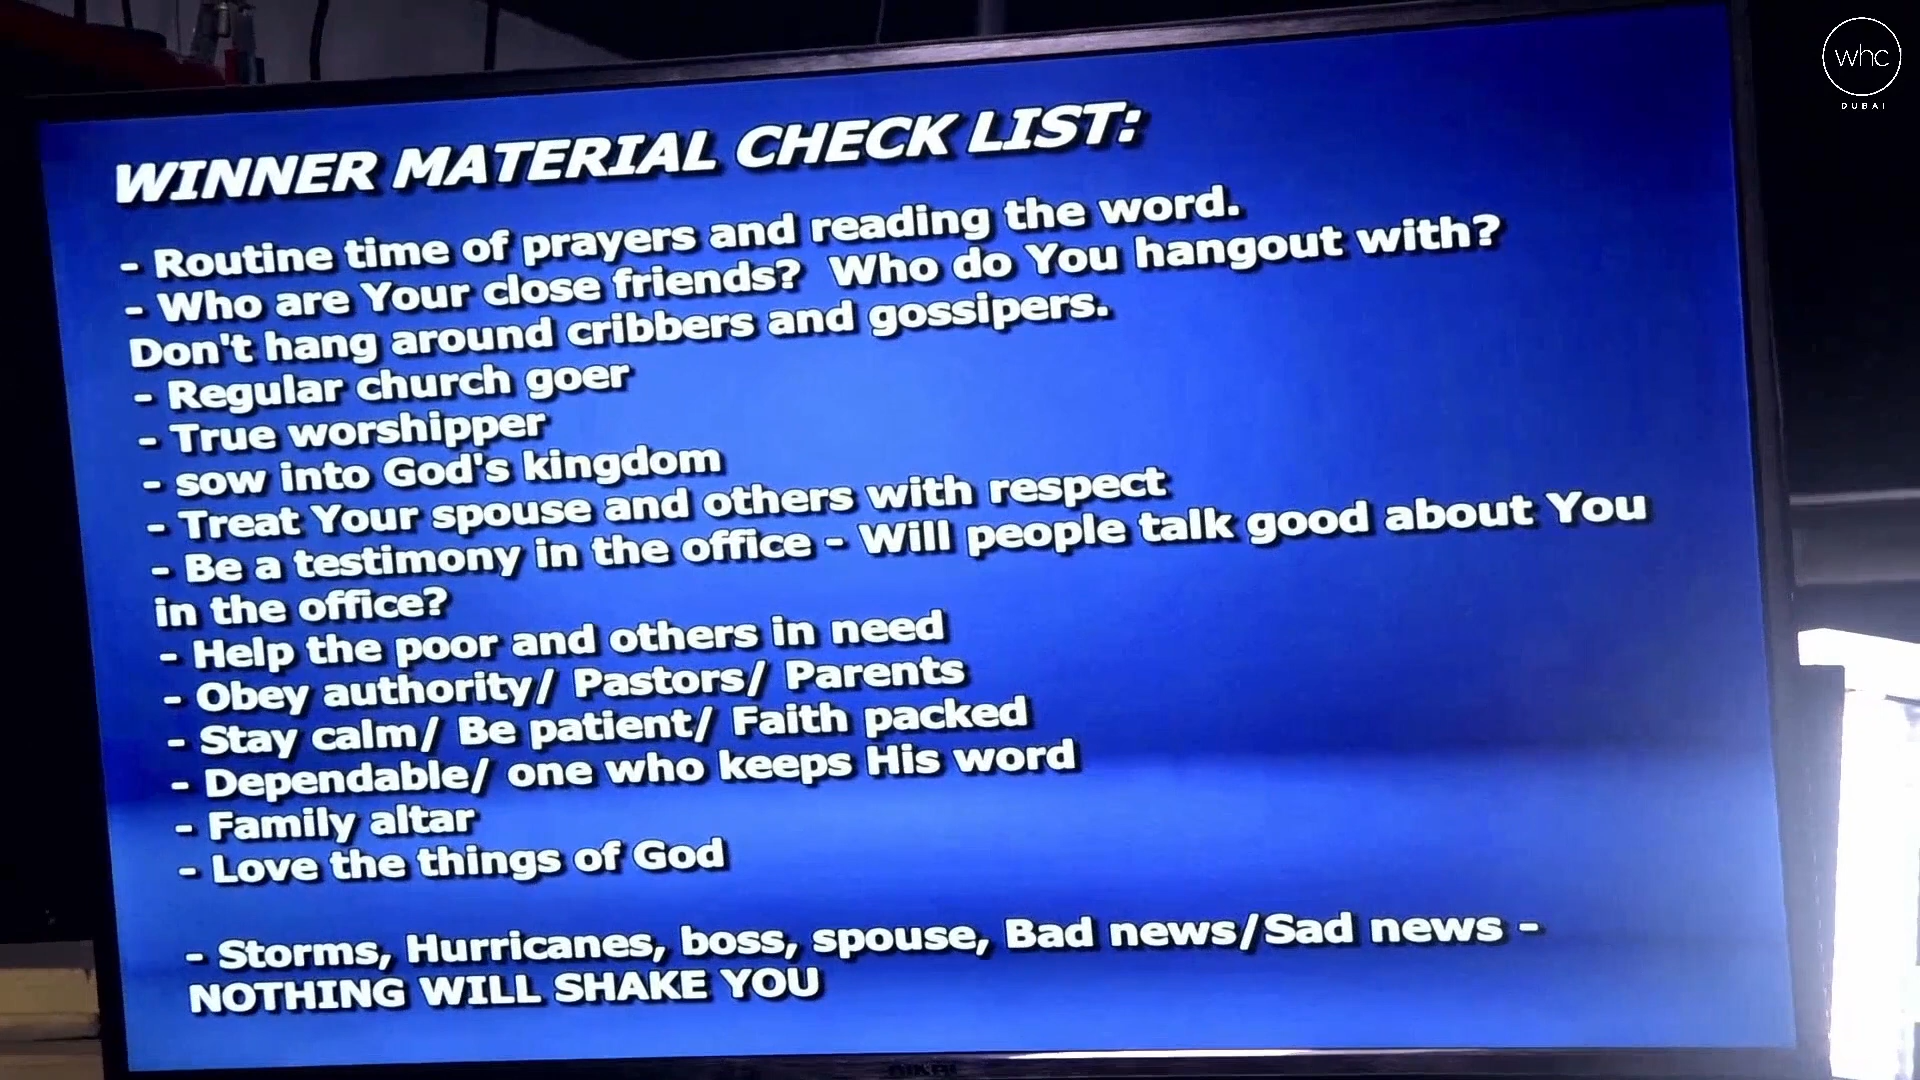 whc
DUBAI
WINNER MATERIAL CHECK LIST:
- Routine time of prayers and reading the word.
- Who are Your close friends?  Who do You hangout with?
Don't hang around cribbers and gossipers.
- Regular church goer
- True worshipper
- sow into God's kingdom
- Treat Your spouse and others with respect
- Be a testimony in the office - Will people talk good about You
in the office?
- Help the poor and others in need
- Obey authority/ Pastors/ Parents
- Stay calm/ Be patient/ Faith packed
- Dependable/ one who keeps His word
- Family altar
- Love the things of God
- Storms, Hurricanes, boss, spouse, Bad news/Sad news -
NOTHING WILL SHAKE YOU